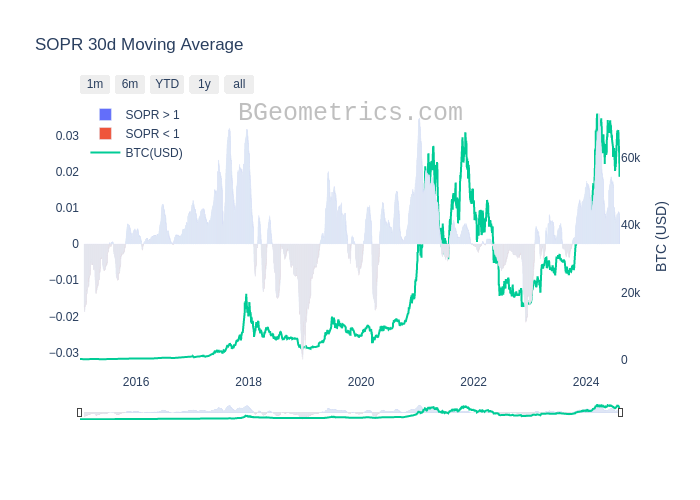 SOPR 30d Moving Average
1m 6m YTD 1y all
BGeometrics.com
SOPR > 1
SOPR < 1
BTC(USD)
0.03
0.02
0.01
0
−0.01
−0.02
−0.03
60k
40k
20k
0
BTC (USD)
2016 2018 2020 2022 2024